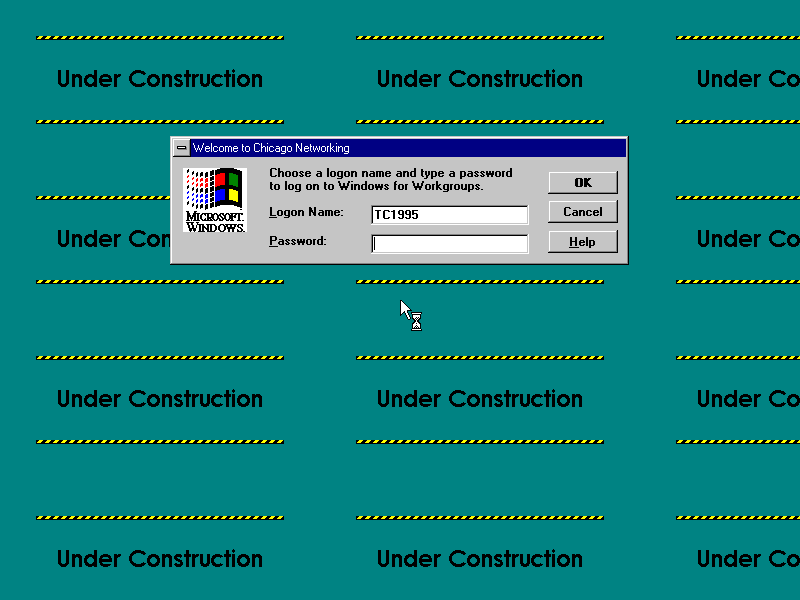 Under Construction Under Construction Under Co
Welcome to Chicago Networking
Choose a logon name and type a password
to log on to Windows for Workgroups.
OK
Logon Name: TC1995
Cancel
Password:
Help
MICROSOFT.
WINDOWS.
Under Con Under Co
Under Construction Under Construction Under Co
Under Construction Under Construction Under Co